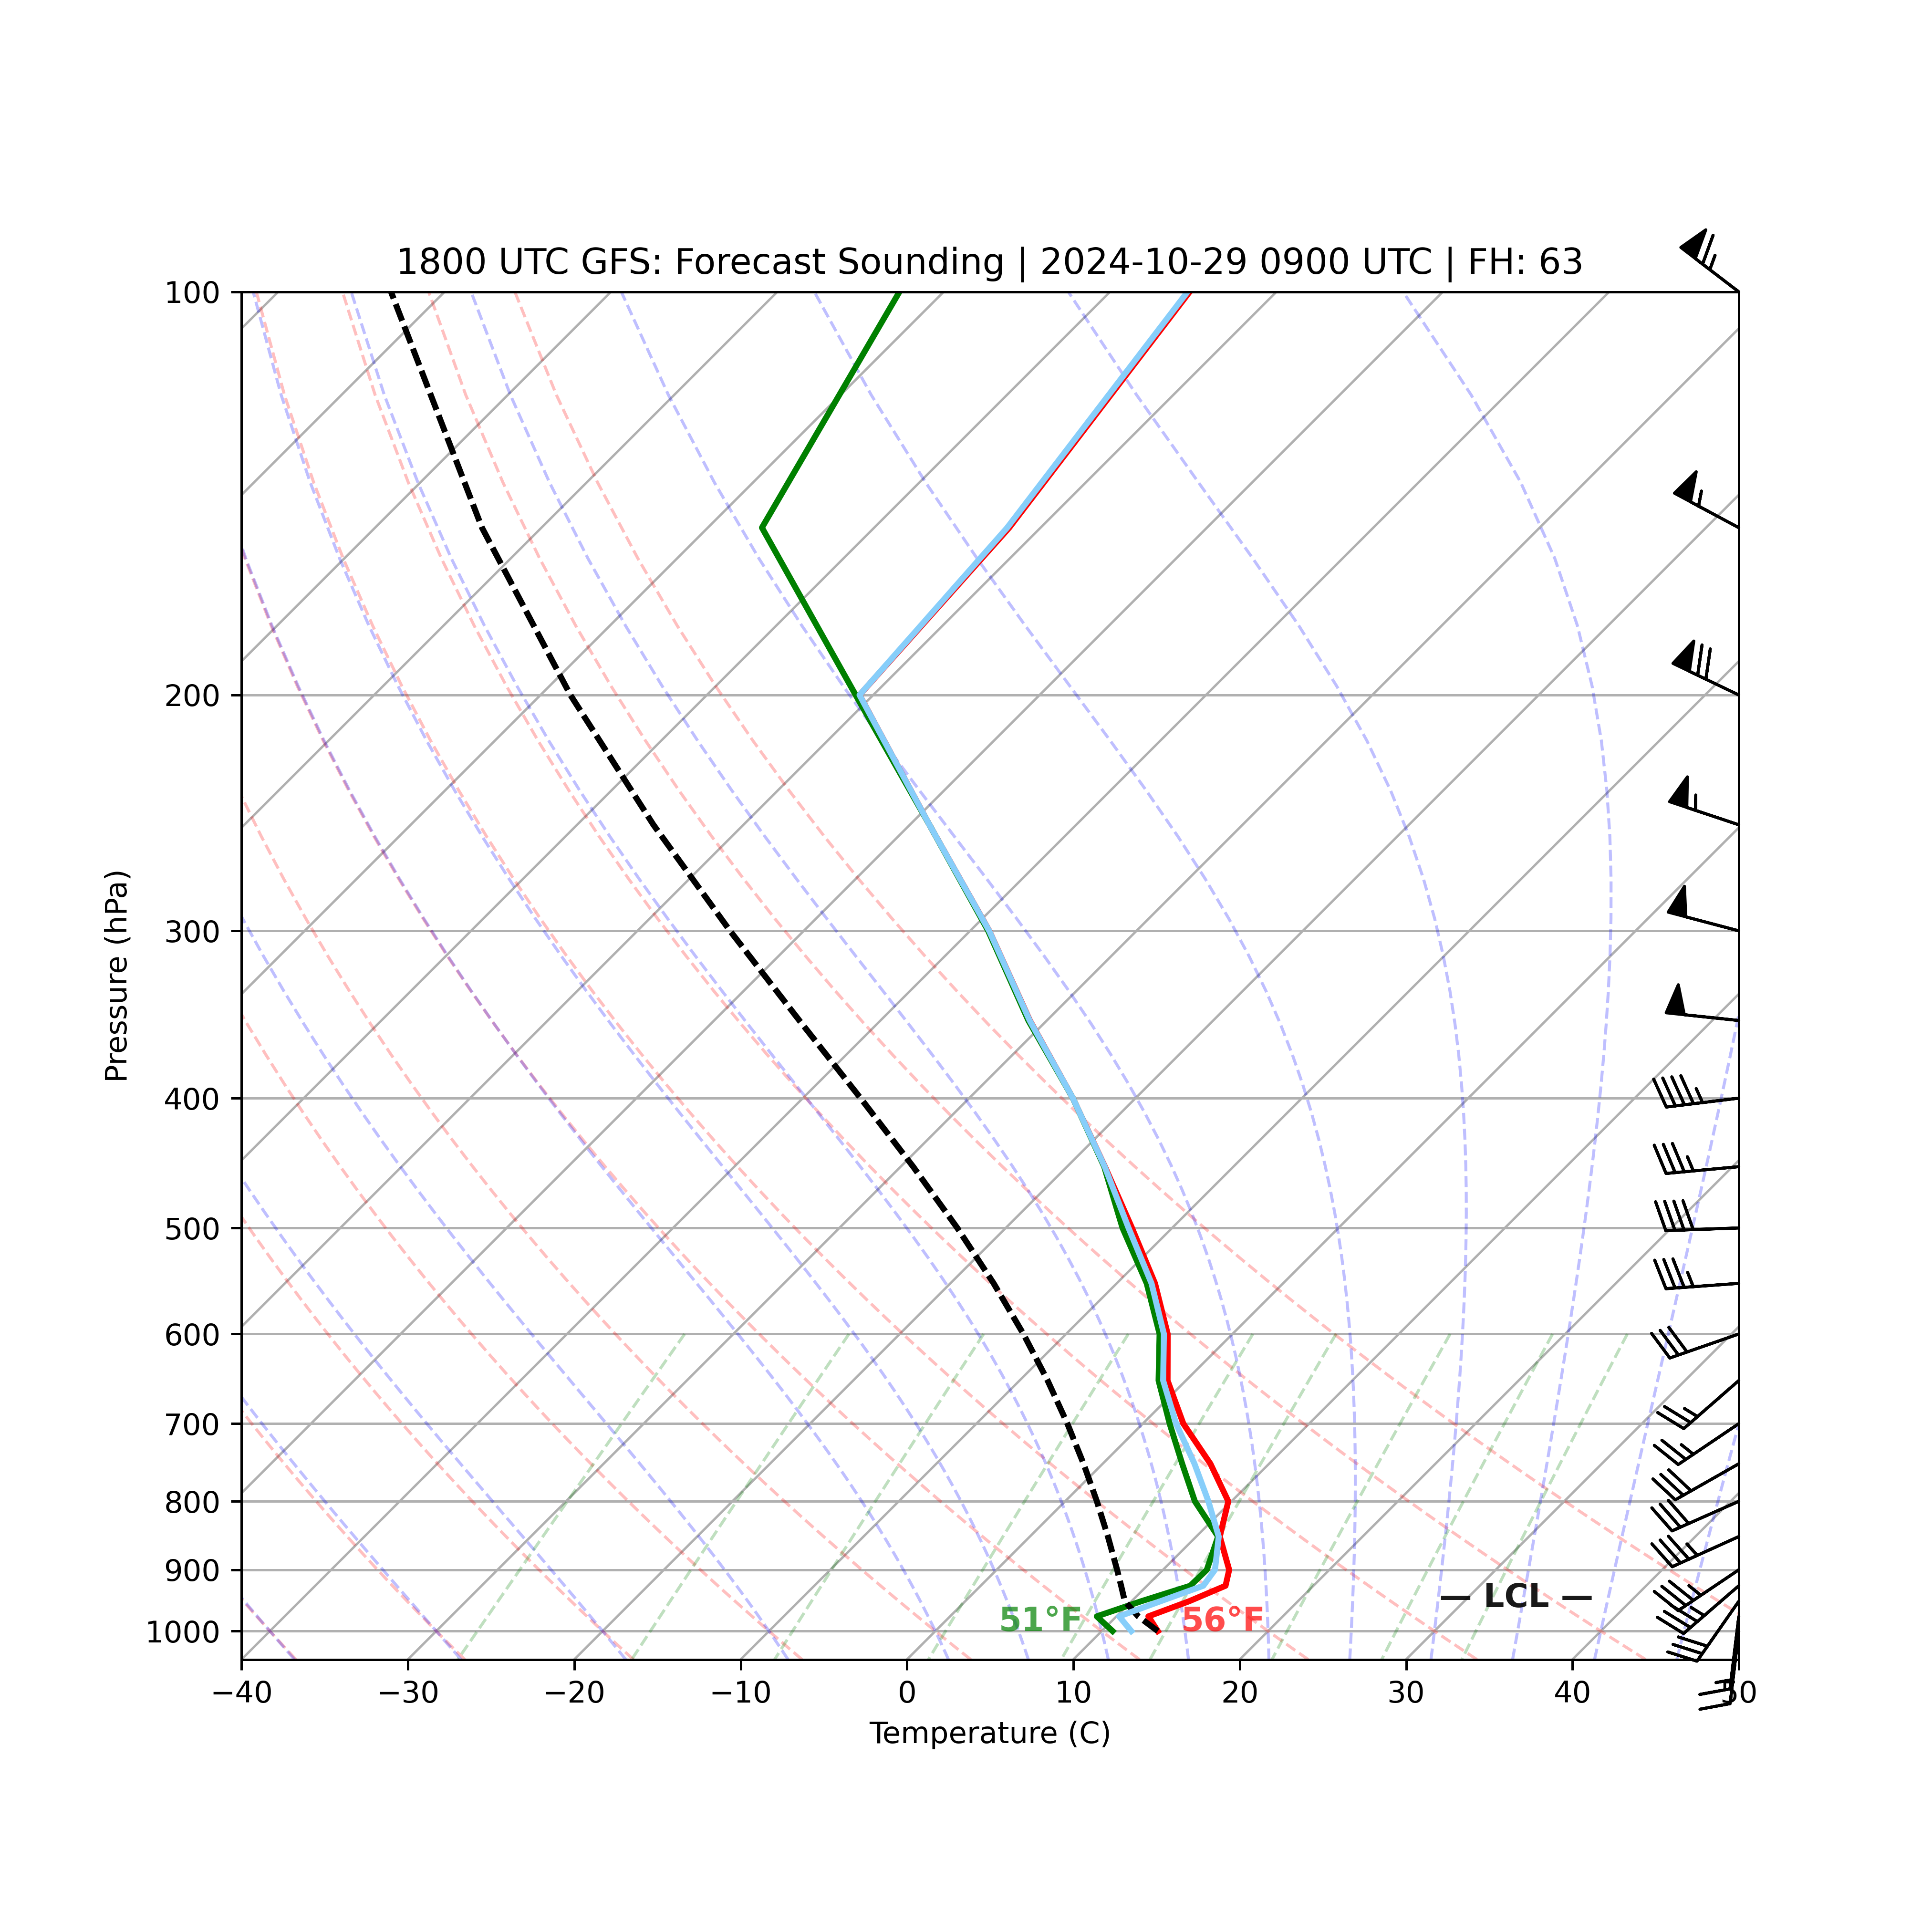 1800 UTC GFS: Forecast Sounding | 2024-10-29 0900 UTC | FH: 63
100
200
300
400
500
600
700
800
900
1000
Pressure (hPa)
— LCL —
51°F
56°F
−40 −30 −20 −10 0 10 20 30 40 50
Temperature (C)